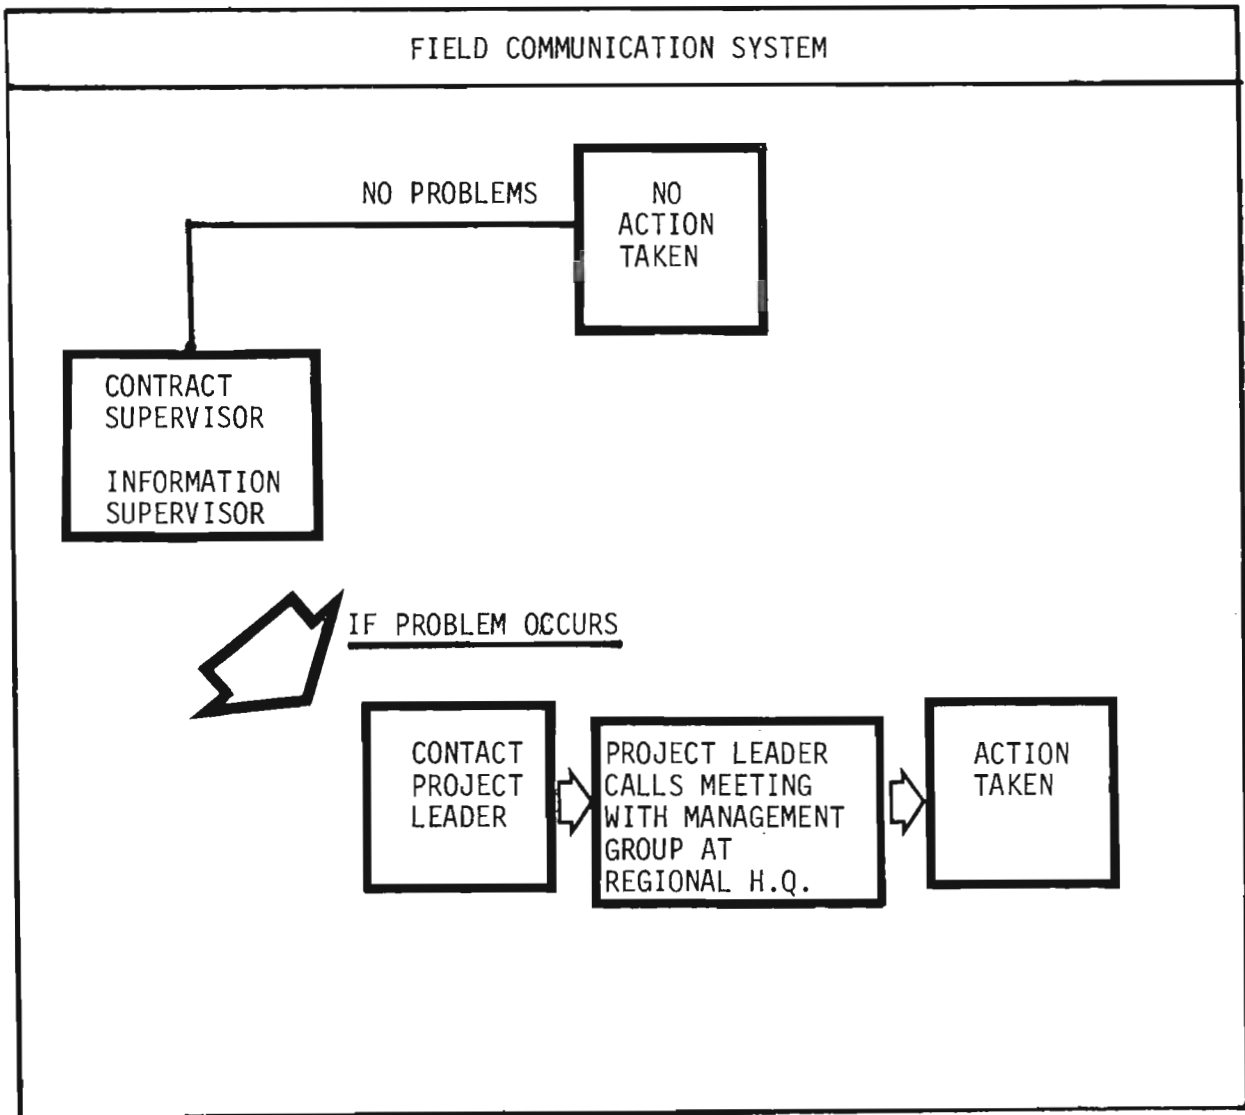 FIELD COMMUNICATION SYSTEM
NO PROBLEMS
NO
ACTION
TAKEN
CONTRACT
SUPERVISOR
INFORMATION
SUPERVISOR
IF PROBLEM OCCURS
CONTACT
PROJECT
LEADER
PROJECT LEADER
CALLS MEETING
WITH MANAGEMENT
GROUP AT
REGIONAL H.Q.
ACTION
TAKEN